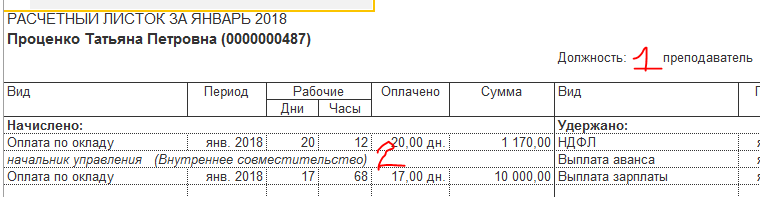 РАСЧЕТНЫЙ ЛИСТОК ЗА ЯНВАРЬ 2018
Проценко Татьяна Петровна (0000000487)
Должность: 1 преподаватель
Вид Период Рабочие Оплачено Сумма Вид
Дни Часы
Начислено: Удержано:
Оплата по окладу янв. 2018 20 12 20,00 дн. 1 170,00 НДФЛ
начальник управления (Внутреннее совместительство) 2 Выплата аванса
Оплата по окладу янв. 2018 17 68 17,00 дн. 10 000,00 Выплата зарплаты